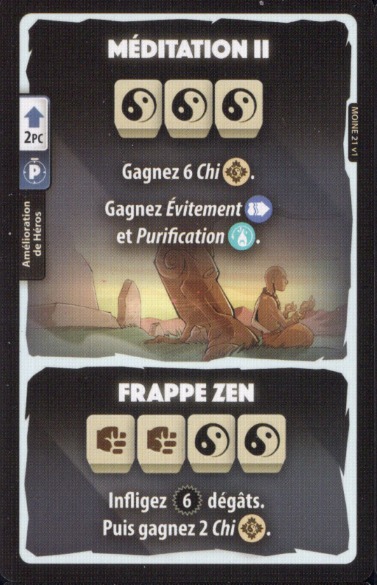 MÉDITATION II
2PC
P
Amélioration
de Héros
MOINE 21 V1
Gagnez 6 Chi.
Gagnez Évitement
et Purification.
FRAPPE ZEN
Infligez 6 dégâts.
Puis gagnez 2 Chi.